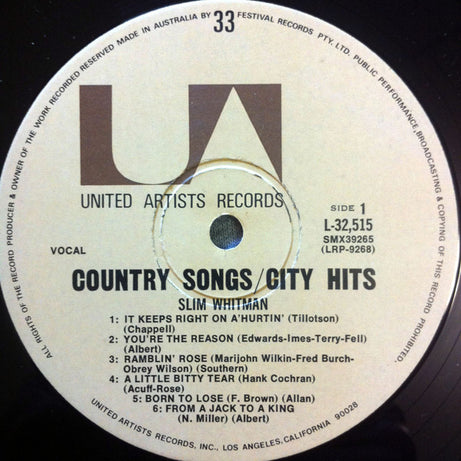 MADE IN AUSTRALIA BY FESTIVAL RECORDS PTY. LTD. PUBLIC PERFORMANCE, BROADCASTING & COPYING OF THIS RECORD PROHIBITED.
ALL RIGHTS OF THE RECORD PRODUCER & OWNER OF THE WORK RECORDED RESERVED.
33
UA
UNITED ARTISTS RECORDS
SIDE 1
L-32,515
SMX39265
(LRP-9268)
VOCAL
COUNTRY SONGS/CITY HITS
SLIM WHITMAN
1: IT KEEPS RIGHT ON A'HURTIN' (Tillotson)
(Chappell)
2: YOU'RE THE REASON (Edwards-Imes-Terry-Fell)
(Albert)
3: RAMBLIN' ROSE (Marijohn Wilkin-Fred Burch-
Obrey Wilson) (Southern)
4: A LITTLE BITTY TEAR (Hank Cochran)
(Acuff-Rose)
5: BORN TO LOSE (F. Brown) (Allan)
6: FROM A JACK TO A KING
(N. Miller) (Albert)
UNITED ARTISTS RECORDS, INC., LOS ANGELES, CALIFORNIA 90028